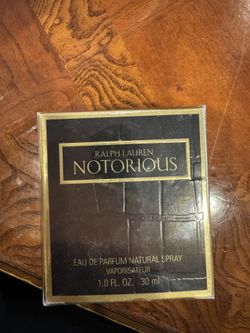 RALPH LAUREN
NOTORIOUS
EAU DE PARFUM NATURAL SPRAY
VAPORISATEUR
1.0 FL. OZ. 30 ml